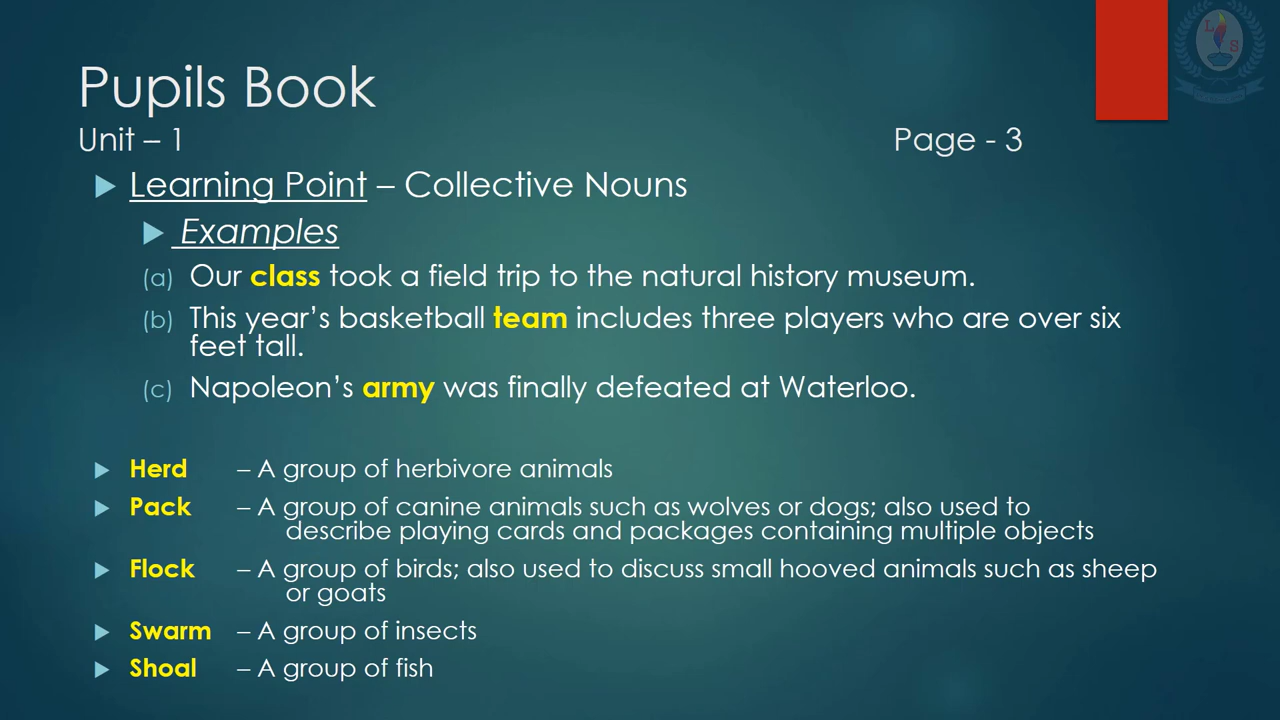 Pupils Book
Unit – 1 Page - 3
Learning Point – Collective Nouns
Examples
(a) Our class took a field trip to the natural history museum.
(b) This year’s basketball team includes three players who are over six
feet tall.
(c) Napoleon’s army was finally defeated at Waterloo.
Herd – A group of herbivore animals
Pack – A group of canine animals such as wolves or dogs; also used to
describe playing cards and packages containing multiple objects
Flock – A group of birds; also used to discuss small hooved animals such as sheep
or goats
Swarm – A group of insects
Shoal – A group of fish
L
S